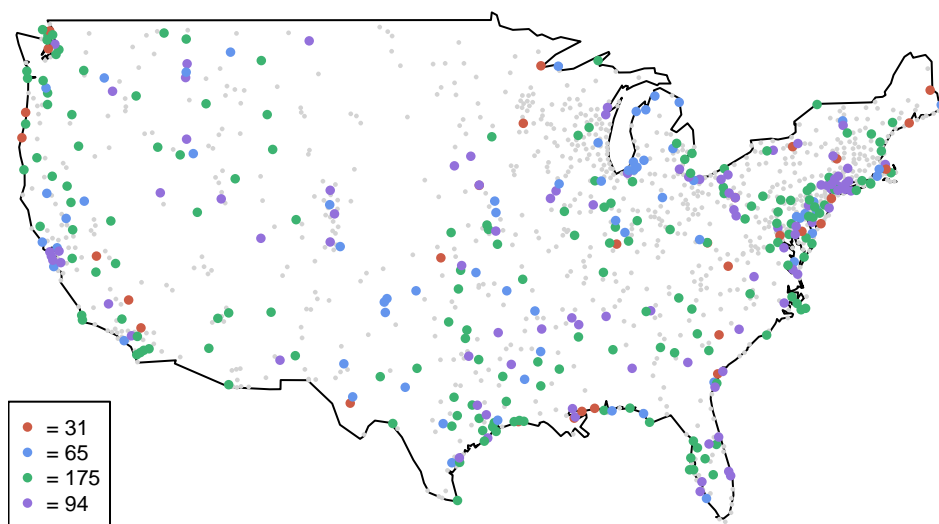 = 31
= 65
= 175
= 94